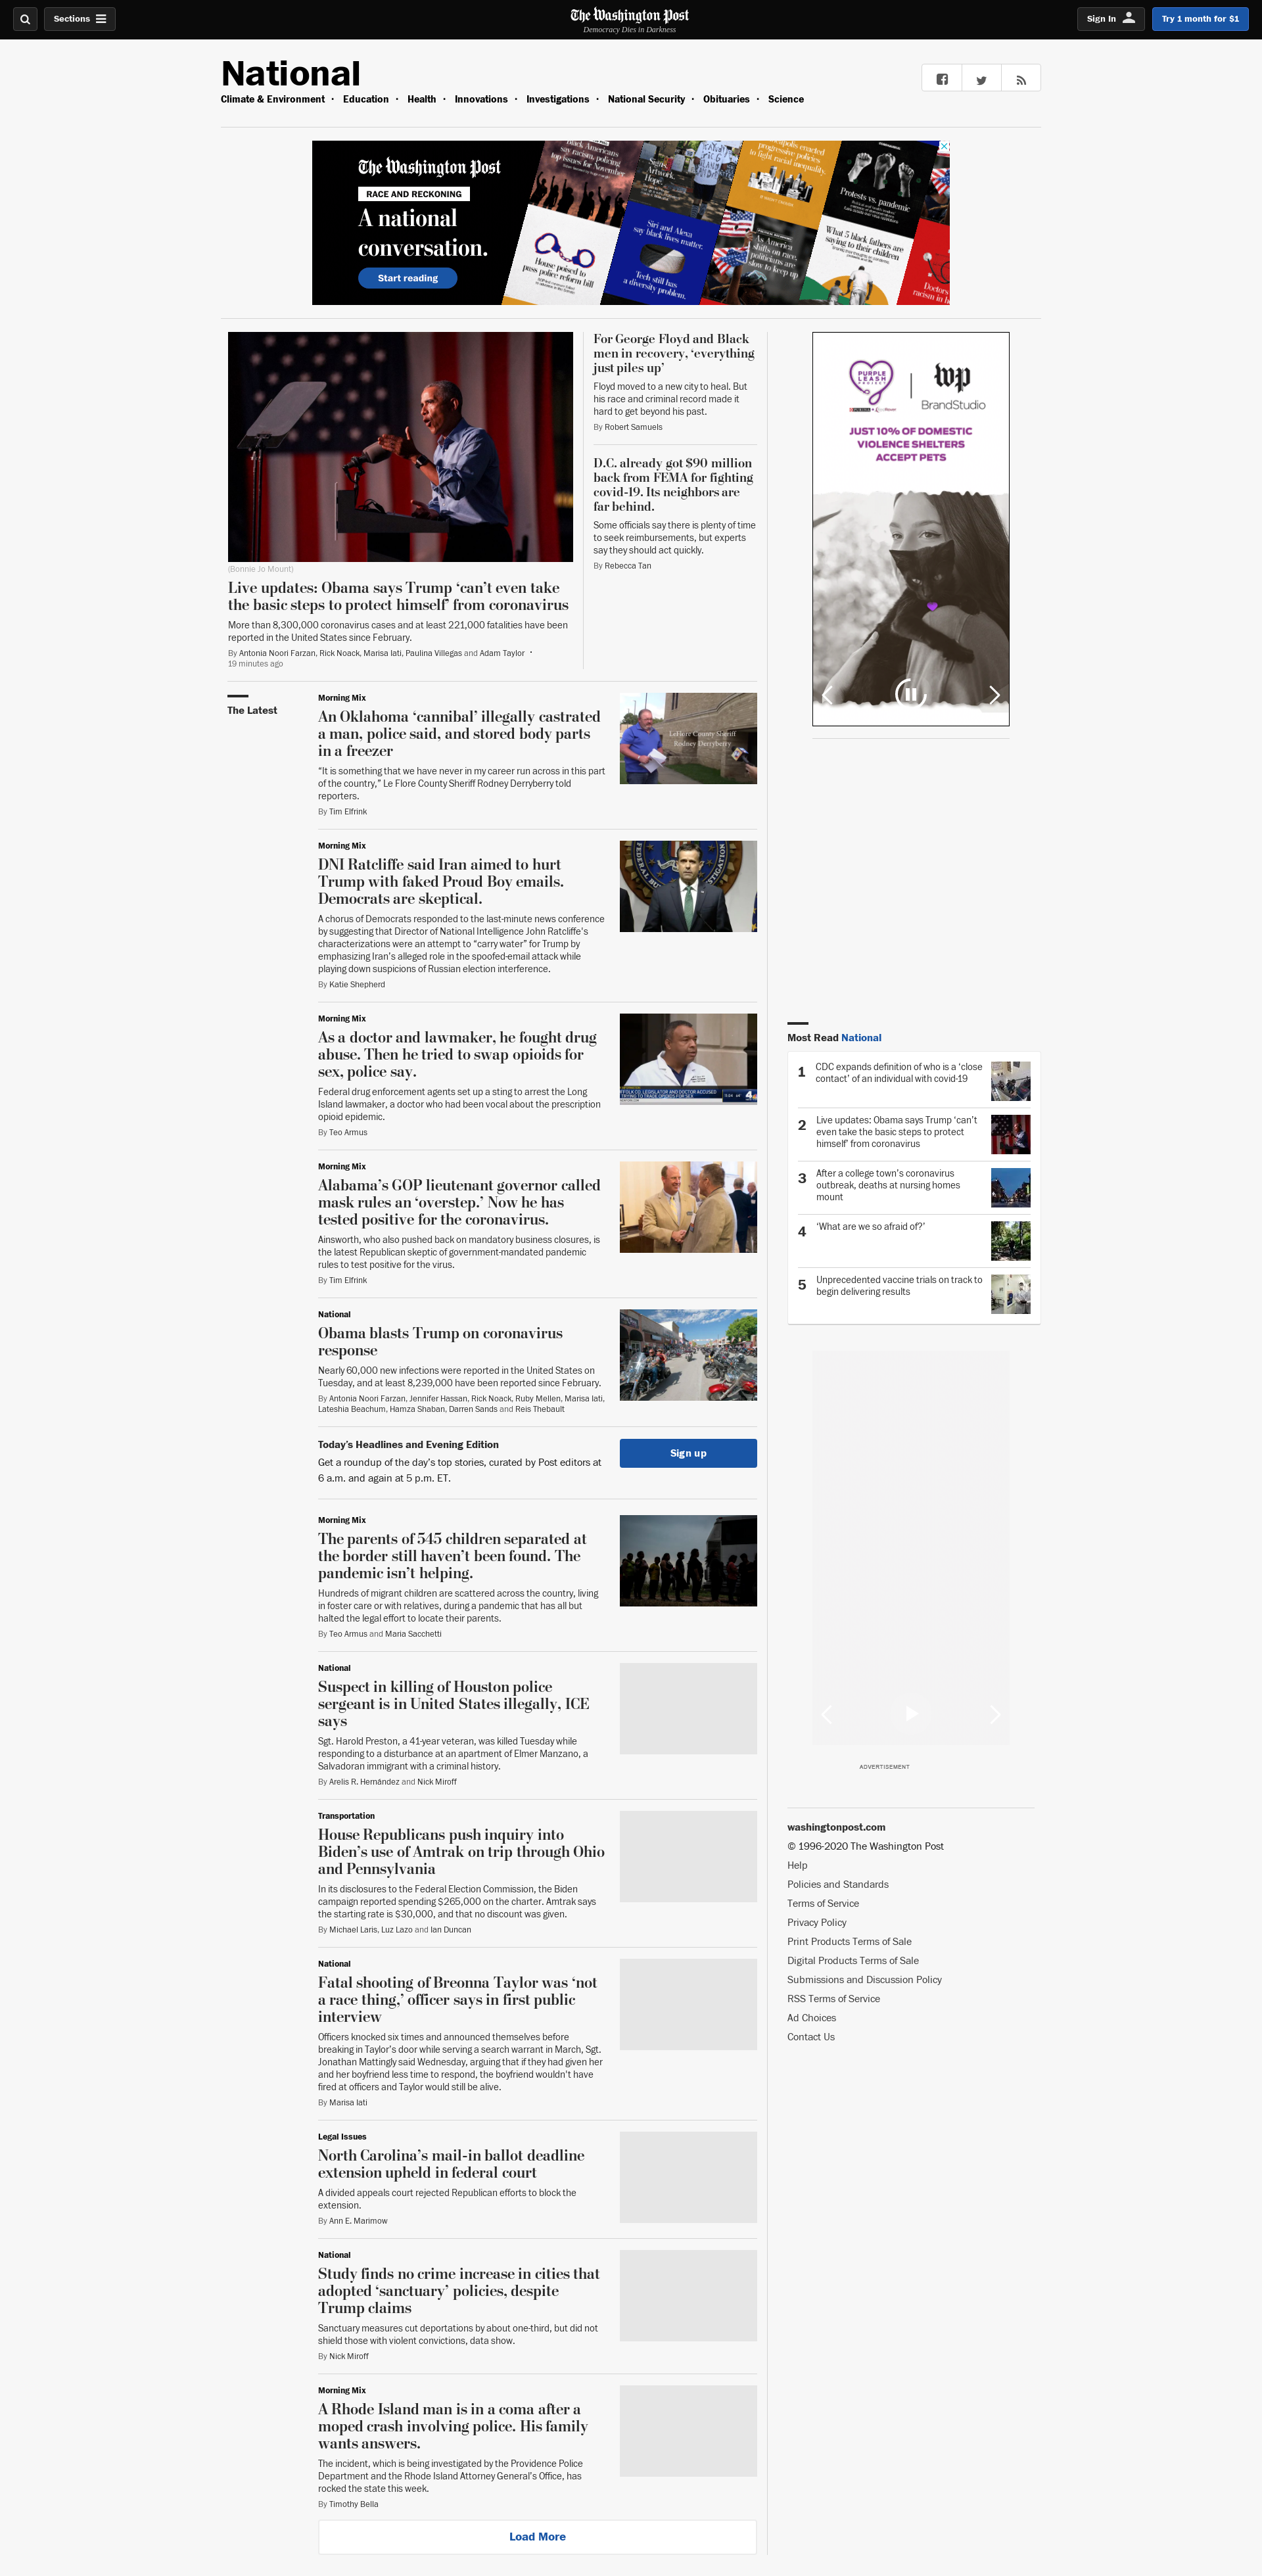 Sections
The Washington Post
Democracy Dies in Darkness
Sign In
Try 1 month for $1
National
Climate & Environment • Education • Health • Innovations • Investigations • National Security • Obituaries • Science
The Washington Post
RACE AND RECKONING
A national
conversation.
Start reading
black Americans say
policing, racism are
top issues for November
House poised to
pass police reform bill
Siri and Alexa
say black lives matter.
Tech still has
a diversity problem.
progressive policies
to fight racial inequality.
As America
shifts on race,
politicians are
slow to keep up
Protests vs. pandemic
What 5 black fathers are
saying to their children
(Bonnie Jo Mount)
Live updates: Obama says Trump ‘can’t even take
the basic steps to protect himself’ from coronavirus
More than 8,300,000 coronavirus cases and at least 221,000 fatalities have been
reported in the United States since February.
By Antonia Noori Farzan, Rick Noack, Marisa Iati, Paulina Villegas and Adam Taylor •
19 minutes ago
For George Floyd and Black
men in recovery, ‘everything
just piles up’
Floyd moved to a new city to heal. But
his race and criminal record made it
hard to get beyond his past.
By Robert Samuels
D.C. already got $90 million
back from FEMA for fighting
covid-19. Its neighbors are
far behind.
Some officials say there is plenty of time
to seek reimbursements, but experts
say they should act quickly.
By Rebecca Tan
PURPLE
LEASH
PROJECT
wp
BrandStudio
JUST 10% OF DOMESTIC
VIOLENCE SHELTERS
ACCEPT PETS
The Latest
Morning Mix
An Oklahoma ‘cannibal’ illegally castrated
a man, police said, and stored body parts
in a freezer
“It is something that we have never in my career run across in this part
of the country,” Le Flore County Sheriff Rodney Derryberry told
reporters.
By Tim Elfrink
LeFlore County Sheriff
Rodney Derryberry
Morning Mix
DNI Ratcliffe said Iran aimed to hurt
Trump with faked Proud Boy emails.
Democrats are skeptical.
A chorus of Democrats responded to the last-minute news conference
by suggesting that Director of National Intelligence John Ratcliffe's
characterizations were an attempt to “carry water” for Trump by
emphasizing Iran’s alleged role in the spoofed-email attack while
playing down suspicions of Russian election interference.
By Katie Shepherd
Morning Mix
As a doctor and lawmaker, he fought drug
abuse. Then he tried to swap opioids for
sex, police say.
Federal drug enforcement agents set up a sting to arrest the Long
Island lawmaker, a doctor who had been vocal about the prescription
opioid epidemic.
By Teo Armus
Morning Mix
Alabama’s GOP lieutenant governor called
mask rules an ‘overstep.’ Now he has
tested positive for the coronavirus.
Ainsworth, who also pushed back on mandatory business closures, is
the latest Republican skeptic of government-mandated pandemic
rules to test positive for the virus.
By Tim Elfrink
National
Obama blasts Trump on coronavirus
response
Nearly 60,000 new infections were reported in the United States on
Tuesday, and at least 8,239,000 have been reported since February.
By Antonia Noori Farzan, Jennifer Hassan, Rick Noack, Ruby Mellen, Marisa Iati,
Lateshia Beachum, Hamza Shaban, Darren Sands and Reis Thebault
Today’s Headlines and Evening Edition
Get a roundup of the day’s top stories, curated by Post editors at
6 a.m. and again at 5 p.m. ET.
Sign up
Morning Mix
The parents of 545 children separated at
the border still haven’t been found. The
pandemic isn’t helping.
Hundreds of migrant children are scattered across the country, living
in foster care or with relatives, during a pandemic that has all but
halted the legal effort to locate their parents.
By Teo Armus and Maria Sacchetti
National
Suspect in killing of Houston police
sergeant is in United States illegally, ICE
says
Sgt. Harold Preston, a 41-year veteran, was killed Tuesday while
responding to a disturbance at an apartment of Elmer Manzano, a
Salvadoran immigrant with a criminal history.
By Arelis R. Hernández and Nick Miroff
Transportation
House Republicans push inquiry into
Biden’s use of Amtrak on trip through Ohio
and Pennsylvania
In its disclosures to the Federal Election Commission, the Biden
campaign reported spending $265,000 on the charter. Amtrak says
the starting rate is $30,000, and that no discount was given.
By Michael Laris, Luz Lazo and Ian Duncan
National
Fatal shooting of Breonna Taylor was ‘not
a race thing,’ officer says in first public
interview
Officers knocked six times and announced themselves before
breaking in Taylor's door while serving a search warrant in March, Sgt.
Jonathan Mattingly said Wednesday, arguing that if they had given her
and her boyfriend less time to respond, the boyfriend wouldn't have
fired at officers and Taylor would still be alive.
By Marisa Iati
Legal Issues
North Carolina’s mail-in ballot deadline
extension upheld in federal court
A divided appeals court rejected Republican efforts to block the
extension.
By Ann E. Marimow
National
Study finds no crime increase in cities that
adopted ‘sanctuary’ policies, despite
Trump claims
Sanctuary measures cut deportations by about one-third, but did not
shield those with violent convictions, data show.
By Nick Miroff
Morning Mix
A Rhode Island man is in a coma after a
moped crash involving police. His family
wants answers.
The incident, which is being investigated by the Providence Police
Department and the Rhode Island Attorney General's Office, has
rocked the state this week.
By Timothy Bella
Load More
Most Read National
1 CDC expands definition of who is a ‘close
contact’ of an individual with covid-19
2 Live updates: Obama says Trump ‘can’t
even take the basic steps to protect
himself’ from coronavirus
3 After a college town’s coronavirus
outbreak, deaths at nursing homes
mount
4 ‘What are we so afraid of?’
5 Unprecedented vaccine trials on track to
begin delivering results
ADVERTISEMENT
washingtonpost.com
© 1996-2020 The Washington Post
Help
Policies and Standards
Terms of Service
Privacy Policy
Print Products Terms of Sale
Digital Products Terms of Sale
Submissions and Discussion Policy
RSS Terms of Service
Ad Choices
Contact Us